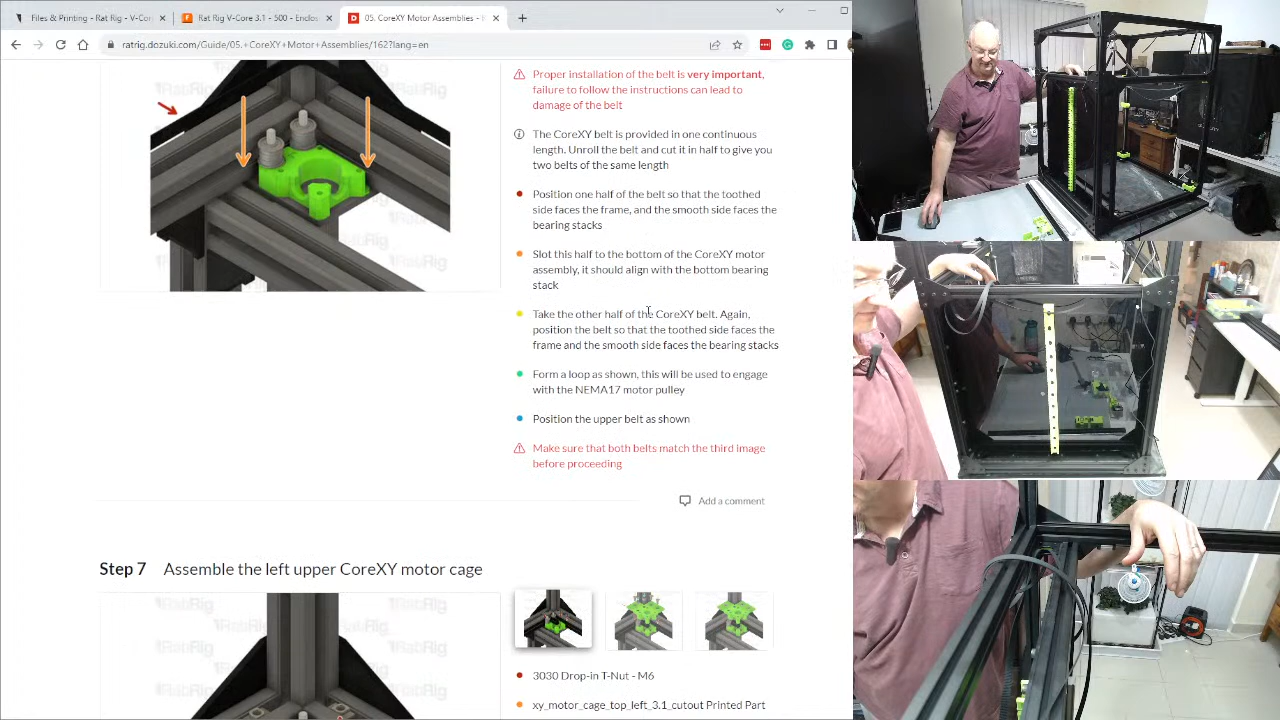 Files & Printing - Rat Rig V-Co
Rat Rig V-Core 3.1 - 500 - Enclos
05. CoreXY Motor Assemblies - R
ratrig.dozuki.com/Guide/05.+CoreXY+Motor+Assemblies/162?lang=en
Proper installation of the belt is very important,
failure to follow the instructions can lead to
damage of the belt
The CoreXY belt is provided in one continuous
length. Unroll the belt and cut it in half to give you
two belts of the same length
Position one half of the belt so that the toothed
side faces the frame, and the smooth side faces the
bearing stacks
Slot this half to the bottom of the CoreXY motor
assembly, it should align with the bottom bearing
stack
Take the other half of the CoreXY belt. Again,
position the belt so that the toothed side faces the
frame and the smooth side faces the bearing stacks
Form a loop as shown, this will be used to engage
with the NEMA17 motor pulley
Position the upper belt as shown
Make sure that both belts match the third image
before proceeding
Add a comment
Step 7 Assemble the left upper CoreXY motor cage
3030 Drop-in T-Nut - M6
xy_motor_cage_top_left_3.1_cutout Printed Part